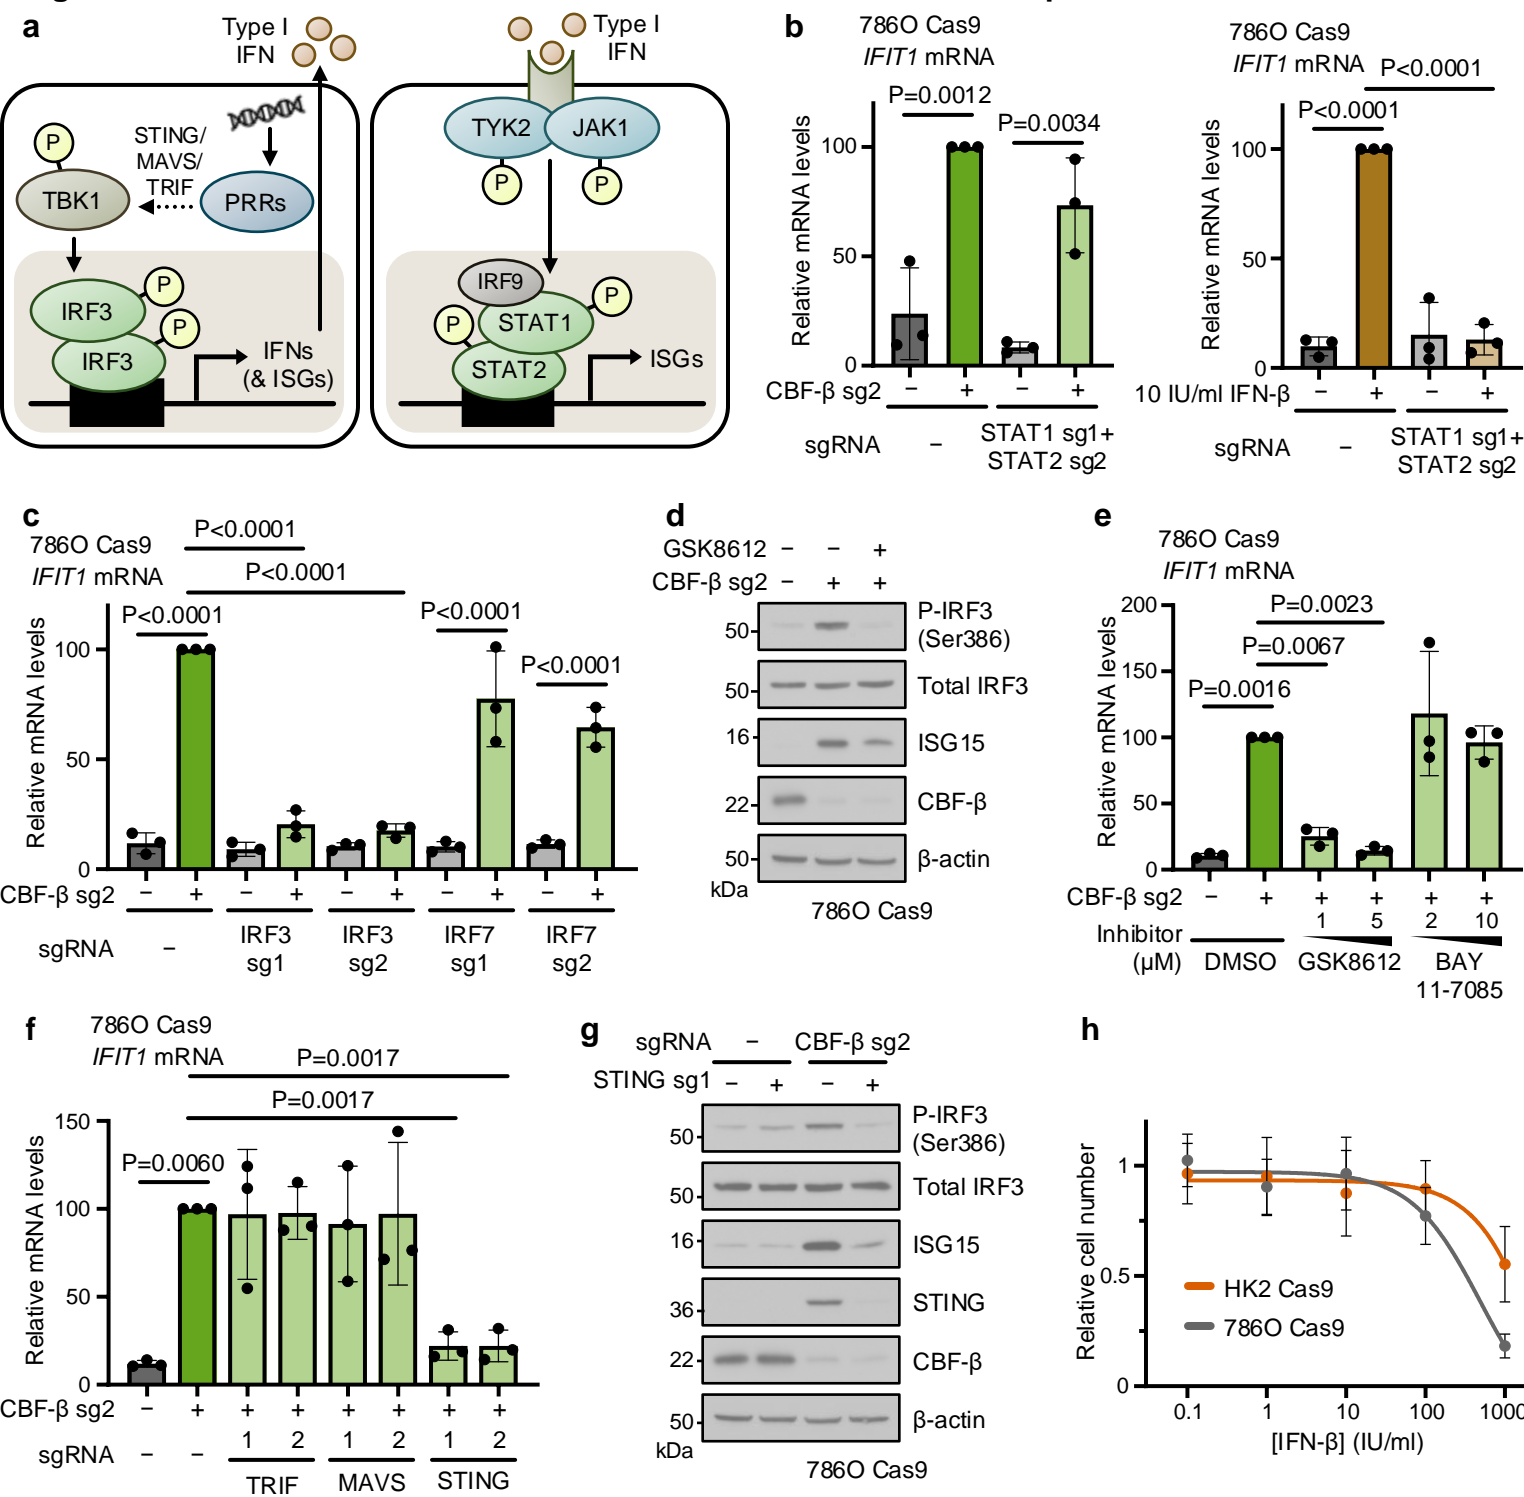 a
Type I
IFN
STING/
MAVS/
TRIF
P
TBK1
PRRs
IRF3
P
IRF3
P
IFNs
(& ISGs)
Type I
IFN
TYK2
JAK1
P
P
IRF9
STAT1
P
P
STAT2
ISGs
b
786O Cas9
IFIT1 mRNA
P=0.0012
P=0.0034
Relative mRNA levels
100
50
0
CBF-β sg2 − + − +
sgRNA − STAT1 sg1+
STAT2 sg2
786O Cas9
IFIT1 mRNA
P<0.0001
P<0.0001
Relative mRNA levels
100
50
0
10 IU/ml IFN-β − + − +
sgRNA − STAT1 sg1+
STAT2 sg2
c
786O Cas9
IFIT1 mRNA
P<0.0001
P<0.0001
P<0.0001
P<0.0001
P<0.0001
Relative mRNA levels
100
50
0
CBF-β sg2 − + − + − + − + − +
sgRNA − IRF3 IRF3 IRF7 IRF7
sg1 sg2 sg1 sg2
d
GSK8612 − − +
CBF-β sg2 − + +
50 P-IRF3
(Ser386)
50 Total IRF3
16 ISG15
22 CBF-β
50 β-actin
kDa
786O Cas9
e
786O Cas9
IFIT1 mRNA
P=0.0023
P=0.0067
P=0.0016
Relative mRNA levels
200
150
100
50
0
CBF-β sg2 − + + + + +
Inhibitor 1 5 2 10
(μM) DMSO GSK8612 BAY
11-7085
f
786O Cas9
IFIT1 mRNA
P=0.0017
P=0.0017
P=0.0060
Relative mRNA levels
150
100
50
0
CBF-β sg2 − + + + + + + +
sgRNA − − 1 2 1 2 1 2
TRIF MAVS STING
g
sgRNA − CBF-β sg2
STING sg1 − + − +
50 P-IRF3
(Ser386)
50 Total IRF3
16 ISG15
36 STING
22 CBF-β
50 β-actin
kDa
786O Cas9
h
Relative cell number
1
0.5
0
HK2 Cas9
786O Cas9
0.1 1 10 100 1000
[IFN-β] (IU/ml)